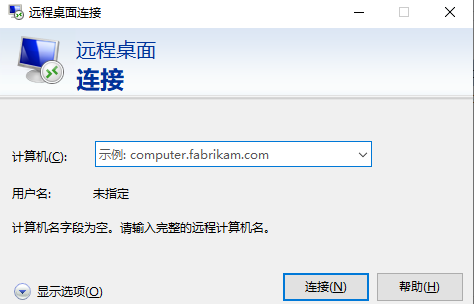 远程桌面连接
远程桌面
连接
计算机(C): 示例: computer.fabrikam.com
用户名: 未指定
计算机名字段为空。请输入完整的远程计算机名。
显示选项(O) 连接(N) 帮助(H)